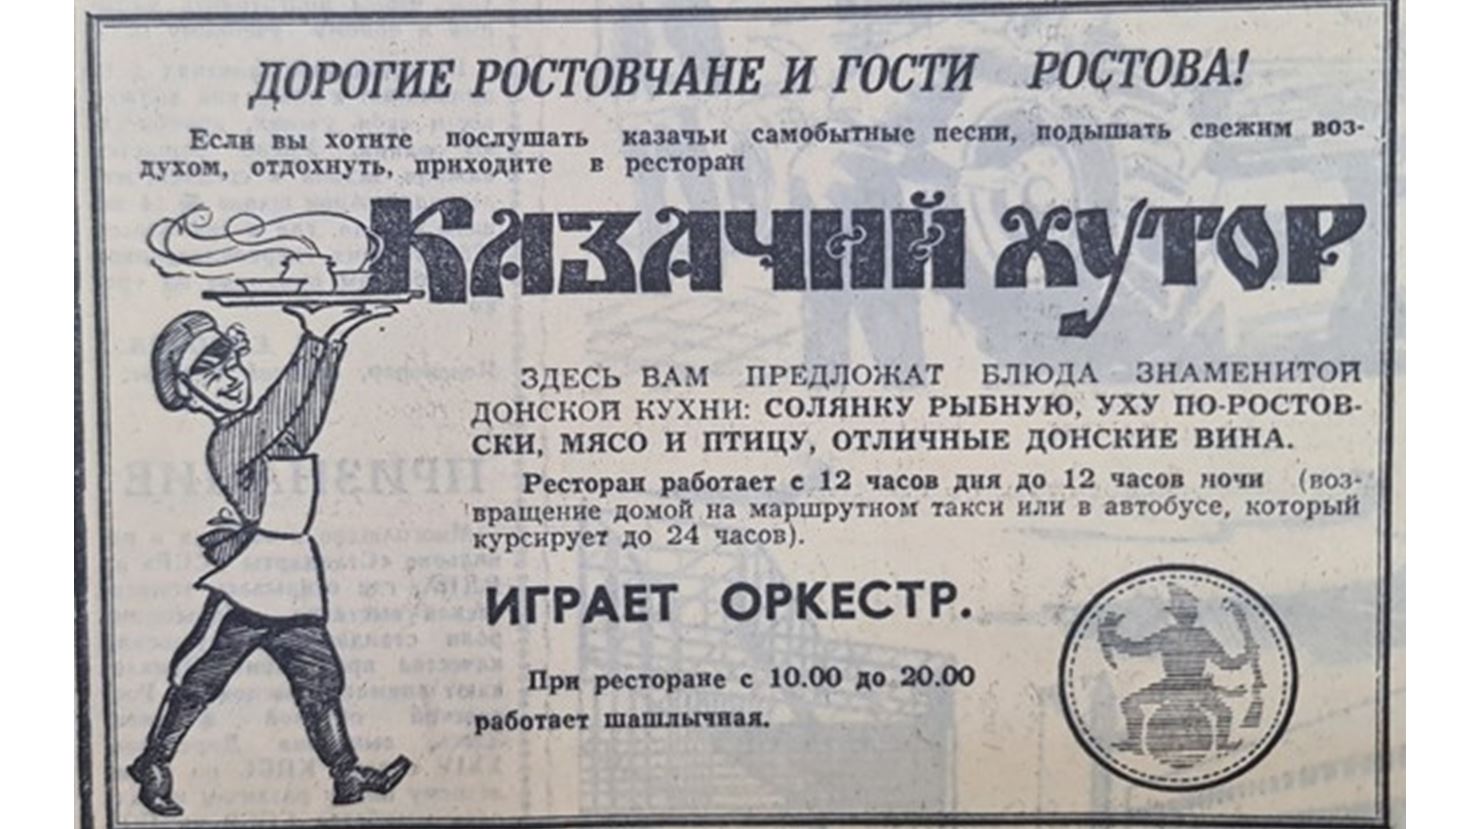 ДОРОГИЕ РОСТОВЧАНЕ И ГОСТИ РОСТОВА!
Если вы хотите послушать казачьи самобытные песни, подышать свежим воз-
духом, отдохнуть, приходите в ресторан
КАЗАЧИЙ ХУТОР
ЗДЕСЬ ВАМ ПРЕДЛОЖАТ БЛЮДА ЗНАМЕНИТОЙ
ДОНСКОЙ КУХНИ: СОЛЯНКУ РЫБНУЮ, УХУ ПО-РОСТОВ-
СКИ, МЯСО И ПТИЦУ, ОТЛИЧНЫЕ ДОНСКИЕ ВИНА.
Ресторан работает с 12 часов дня до 12 часов ночи (воз-
вращение домой на маршрутном такси или в автобусе, который
курсирует до 24 часов).
ИГРАЕТ ОРКЕСТР.
При ресторане с 10.00 до 20.00
работает шашлычная.